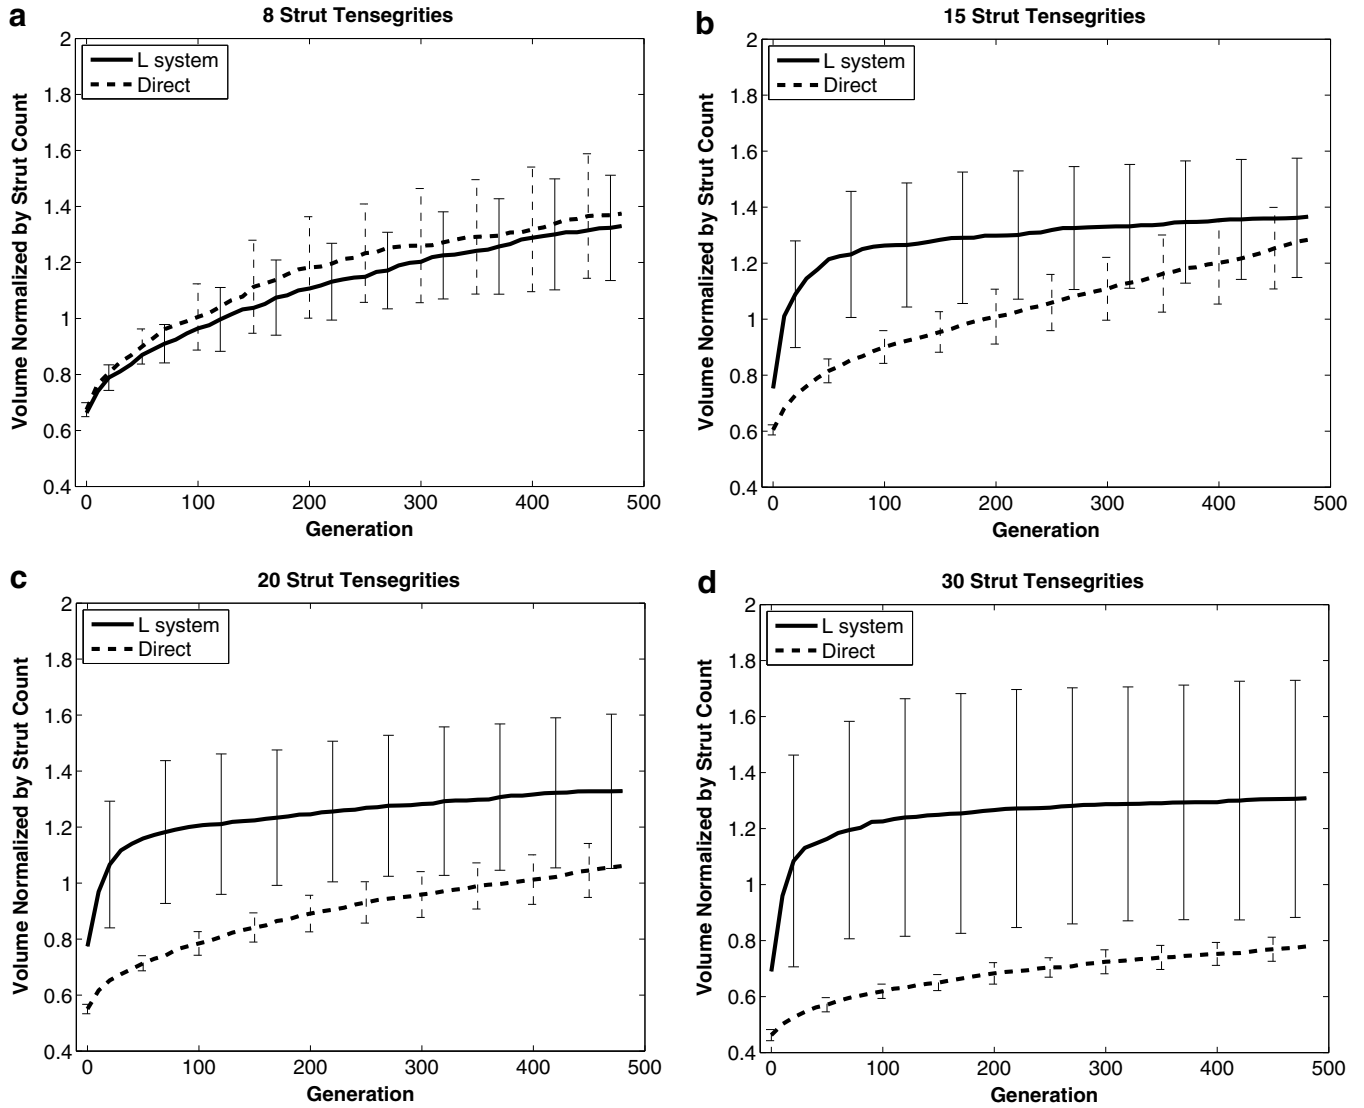 a
8 Strut Tensegrities
2
1.8
1.6
1.4
1.2
1
0.8
0.6
0.4
Volume Normalized by Strut Count
L system
Direct
0 100 200 300 400 500
Generation
b
15 Strut Tensegrities
2
1.8
1.6
1.4
1.2
1
0.8
0.6
0.4
Volume Normalized by Strut Count
L system
Direct
0 100 200 300 400 500
Generation
c
20 Strut Tensegrities
2
1.8
1.6
1.4
1.2
1
0.8
0.6
0.4
Volume Normalized by Strut Count
L system
Direct
0 100 200 300 400 500
Generation
d
30 Strut Tensegrities
2
1.8
1.6
1.4
1.2
1
0.8
0.6
0.4
Volume Normalized by Strut Count
L system
Direct
0 100 200 300 400 500
Generation